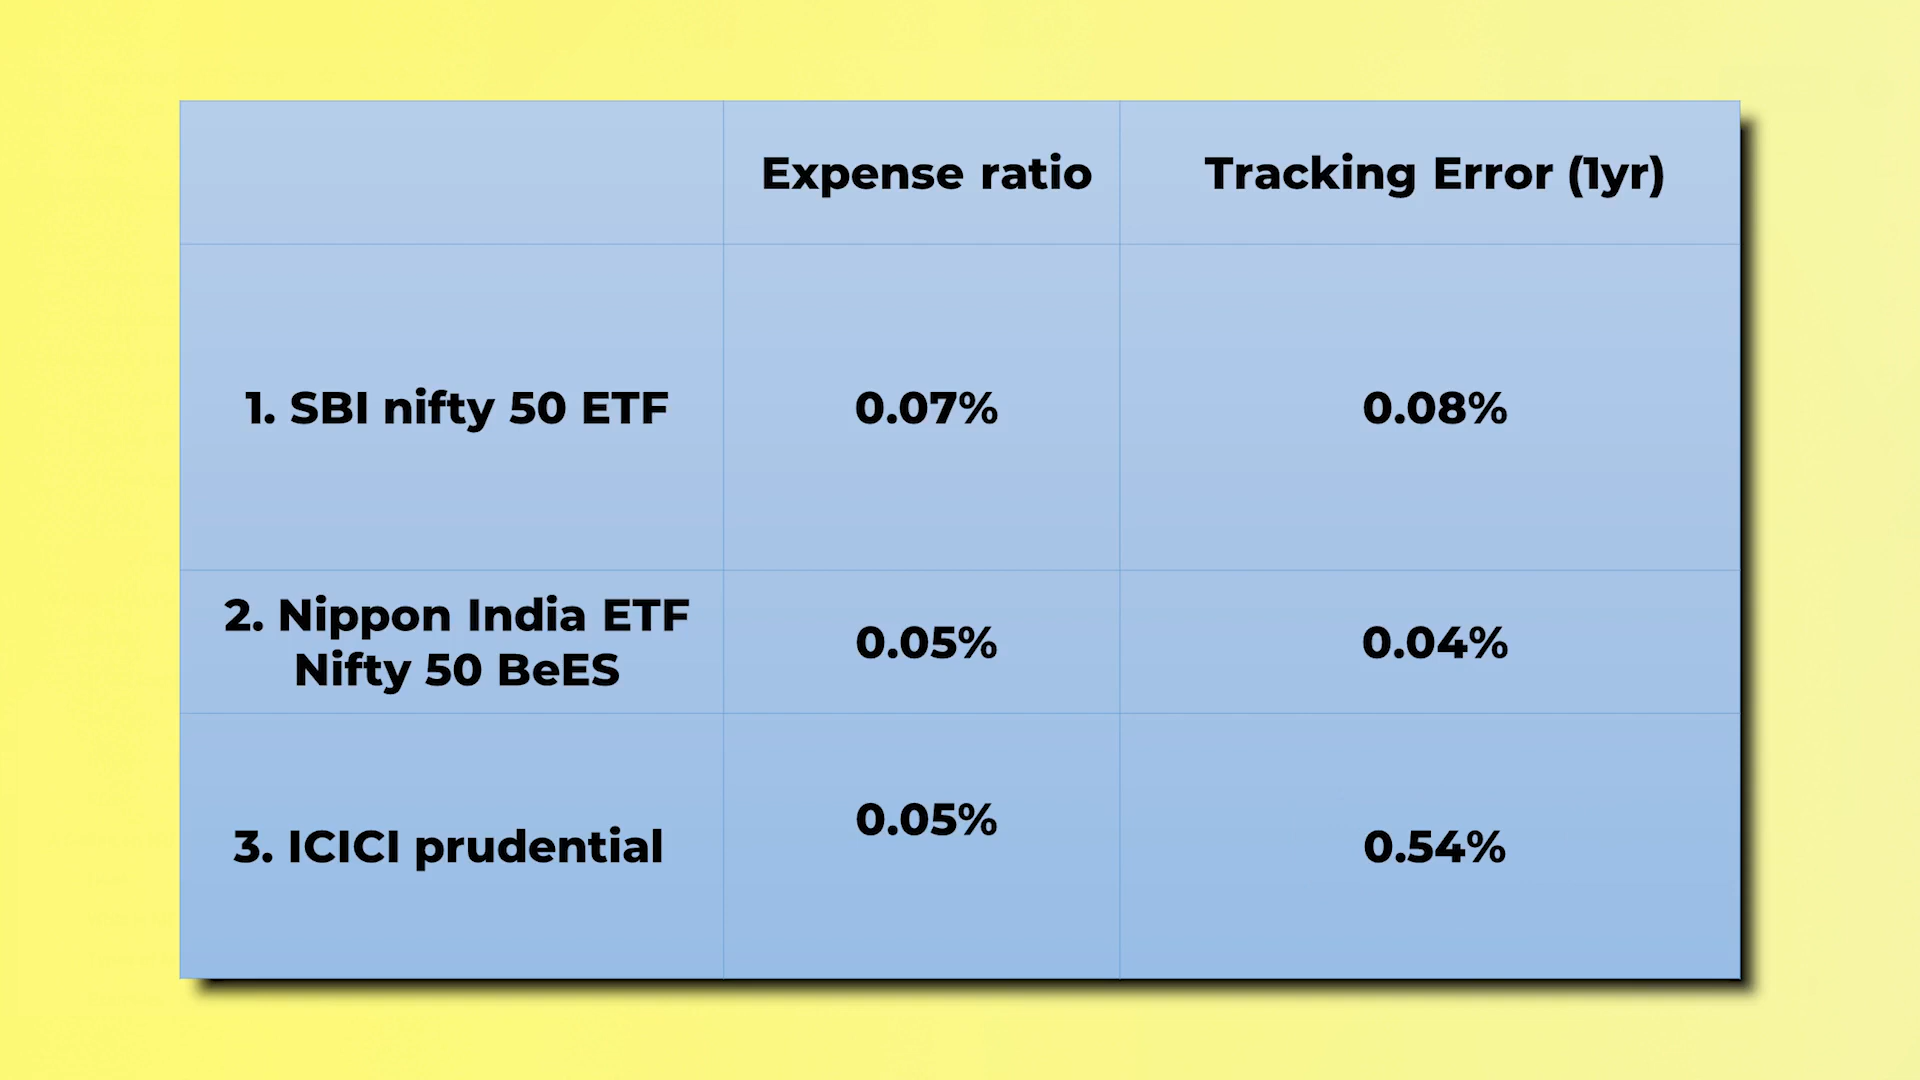 Expense ratio
Tracking Error (1yr)
1. SBI nifty 50 ETF
0.07%
0.08%
2. Nippon India ETF
Nifty 50 BeES
0.05%
0.04%
3. ICICI prudential
0.05%
0.54%